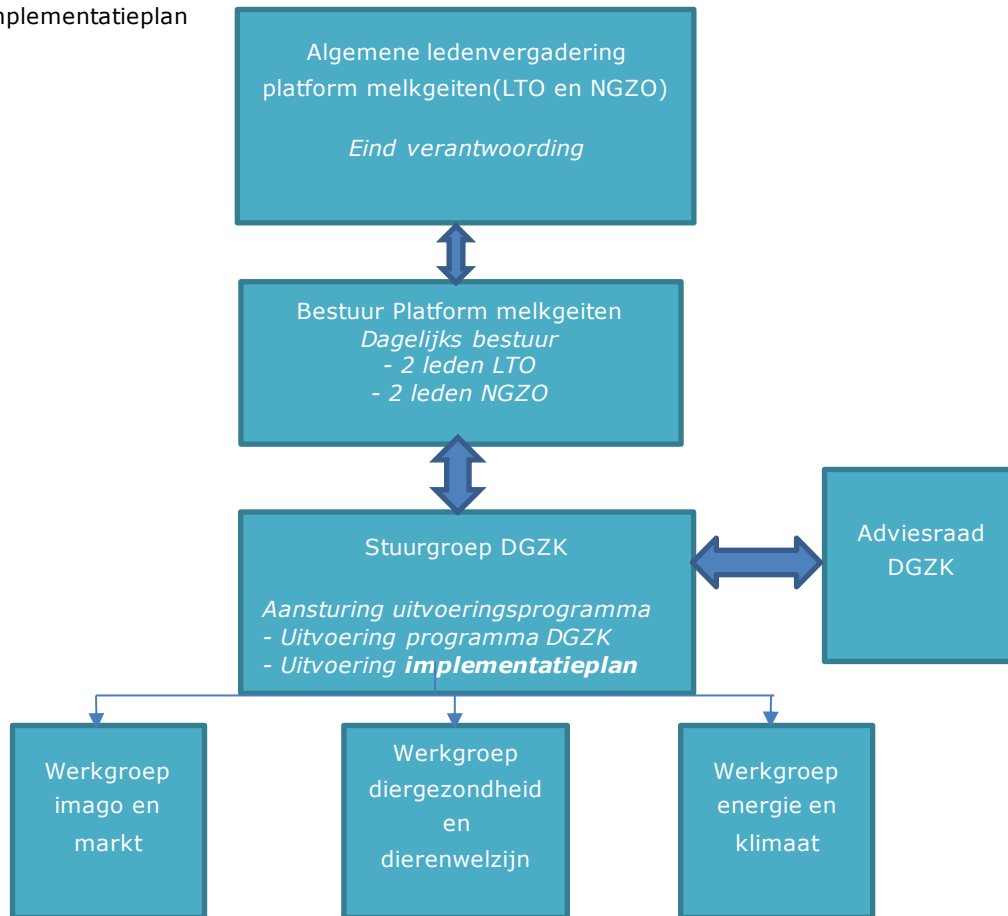 mplementatieplan
Algemene ledenvergadering
platform melkgeiten(LTO en NGZO)
Eind verantwoording
Bestuur Platform melkgeiten
Dagelijks bestuur
- 2 leden LTO
- 2 leden NGZO
Stuurgroep DGZK
Aansturing uitvoeringsprogramma
- Uitvoering programma DGZK
- Uitvoering implementatieplan
Adviesraad
DGZK
Werkgroep
imago en
markt
Werkgroep
diergezondheid
en
dierenwelzijn
Werkgroep
energie en
klimaat